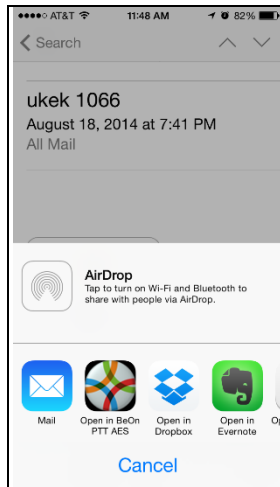 AT&T 11:48 AM 82%
Search
ukek 1066
August 18, 2014 at 7:41 PM
All Mail
AirDrop
Tap to turn on Wi-Fi and Bluetooth to
share with people via AirDrop.
Mail Open in BeOn Open in Open in Op
PTT AES Dropbox Evernote
Cancel